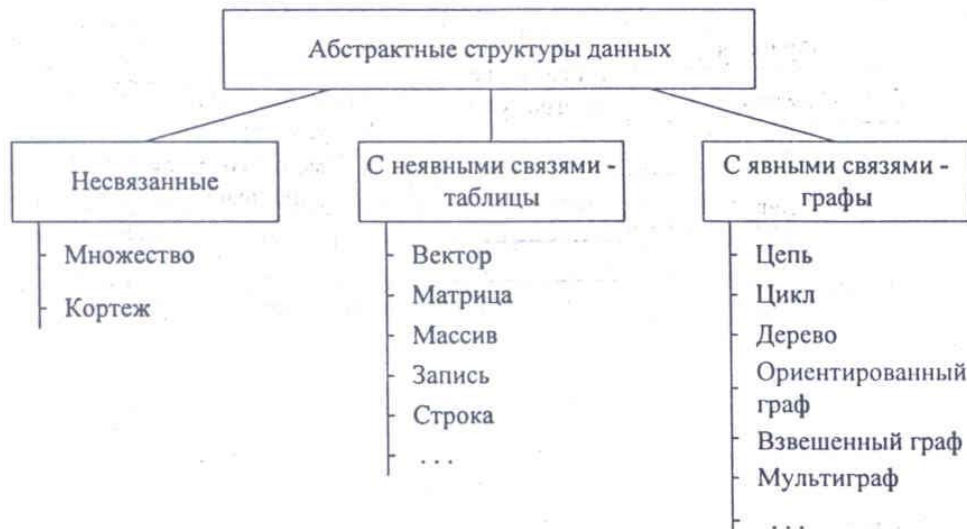 Абстрактные структуры данных
Несвязанные
Множество
Кортеж
С неявными связями -
таблицы
Вектор
Матрица
Массив
Запись
Строка
. . .
С явными связями -
графы
Цепь
Цикл
Дерево
Ориентированный
граф
Взвешенный граф
Мультиграф
. . .